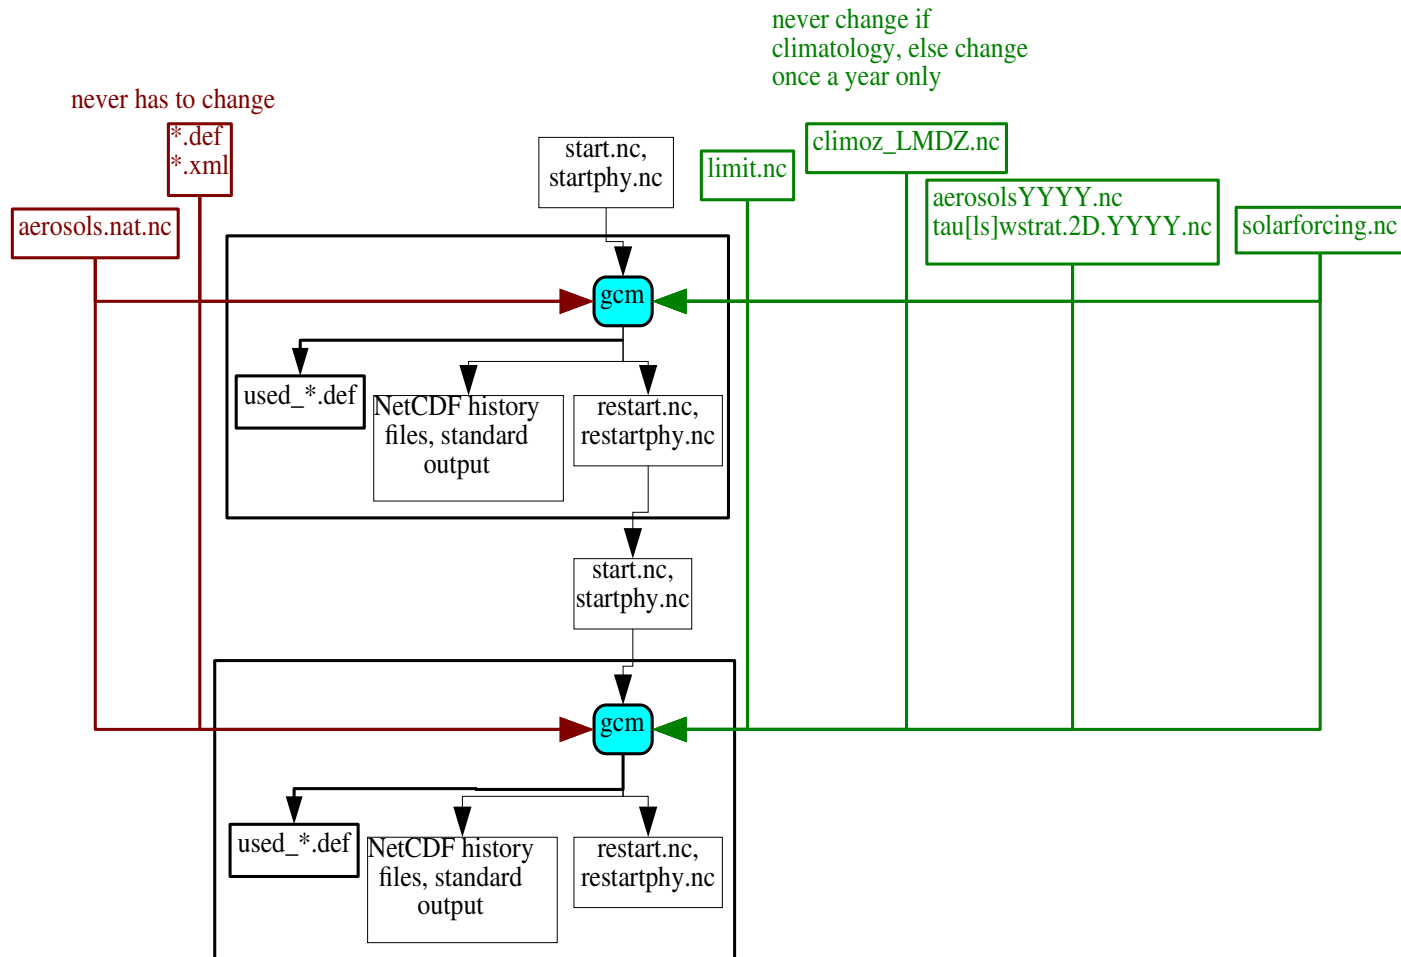 never change if
climatology, else change
once a year only
never has to change
*.def
*.xml
start.nc,
startphy.nc
limit.nc
climoz_LMDZ.nc
aerosolsYYYY.nc
tau[ls]wstrat.2D.YYYY.nc
aerosols.nat.nc
solarforcing.nc
gcm
used_*.def
NetCDF history
files, standard
output
restart.nc,
restartphy.nc
start.nc,
startphy.nc
gcm
used_*.def
NetCDF history
files, standard
output
restart.nc,
restartphy.nc